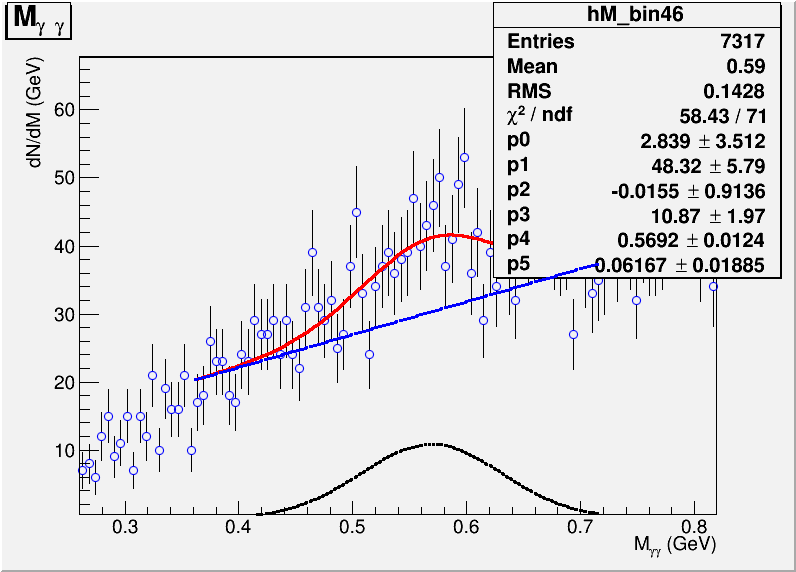 M_γ γ
hM_bin46
Entries 7317
Mean 0.59
RMS 0.1428
χ² / ndf 58.43 / 71
p0 2.839 ± 3.512
p1 48.32 ± 5.79
p2 -0.0155 ± 0.9136
p3 10.87 ± 1.97
p4 0.5692 ± 0.0124
p5 0.06167 ± 0.01885
dN/dM (GeV)
60
50
40
30
20
10
0.3 0.4 0.5 0.6 0.7 0.8
M_γγ (GeV)